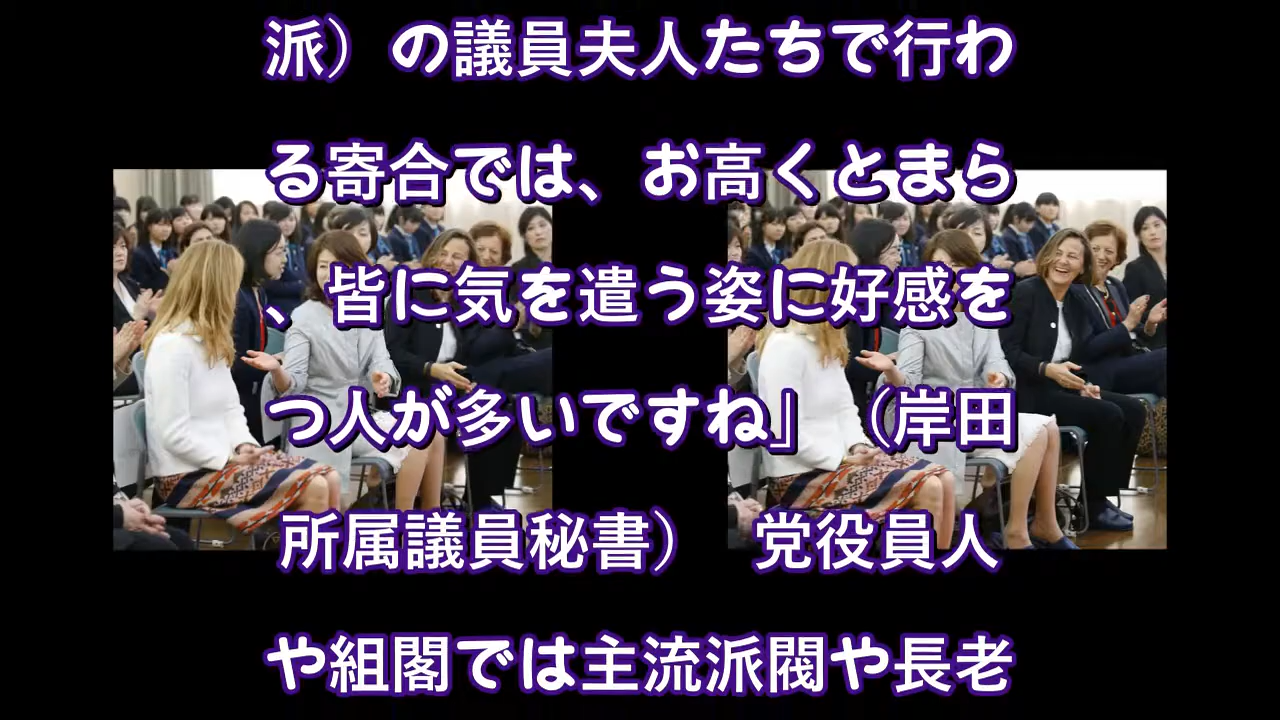 派）の議員夫人たちで行わ
る寄合では、お高くとまら
、皆に気を遣う姿に好感を
つ人が多いですね」（岸田
所属議員秘書）　党役員人
や組閣では主流派閥や長老